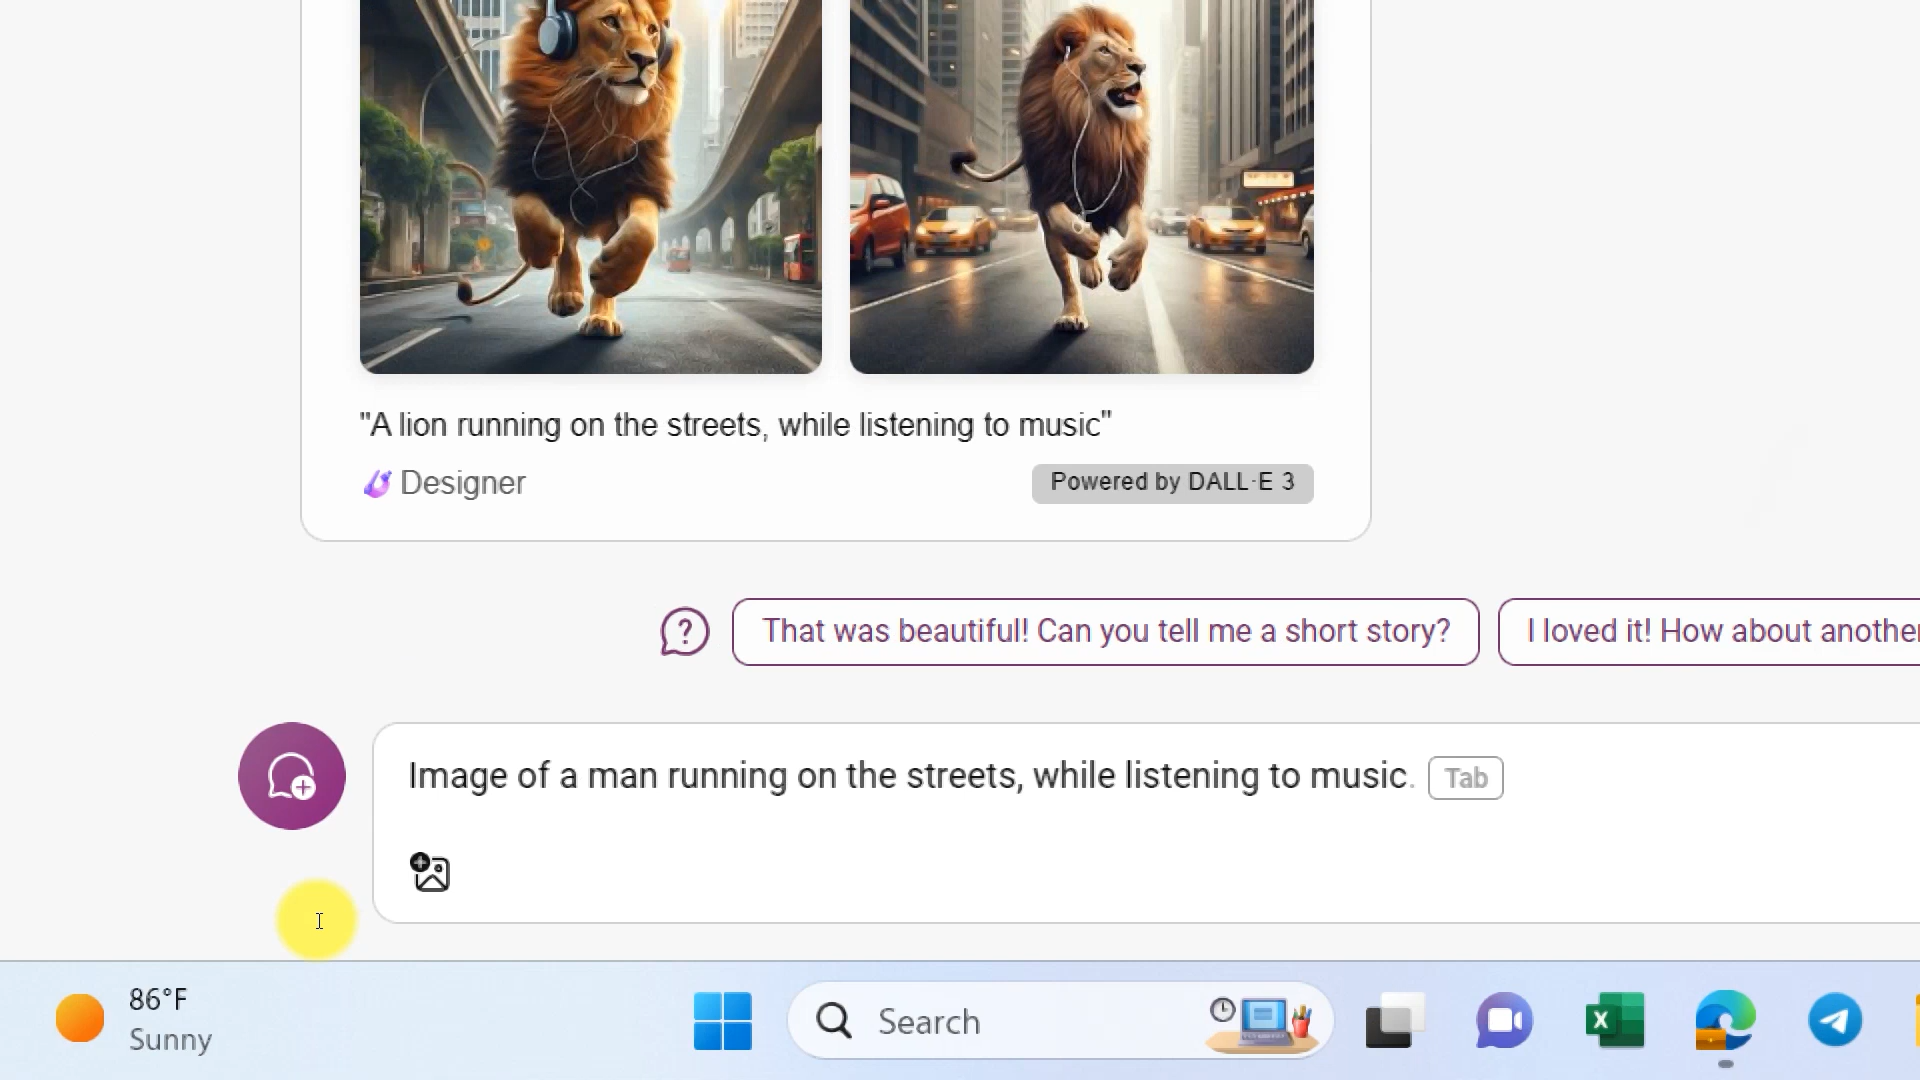 "A lion running on the streets, while listening to music"
Designer
Powered by DALL·E 3
?
That was beautiful! Can you tell me a short story?
I loved it! How about another
Image of a man running on the streets, while listening to music. Tab
86°F
Sunny
Search
X